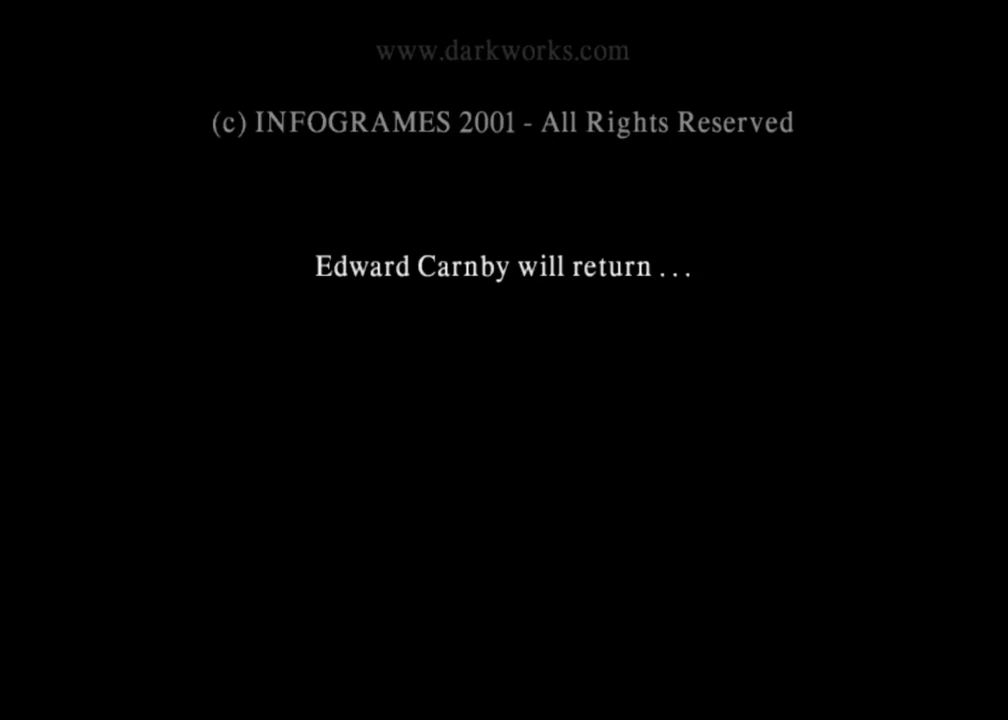 www.darkworks.com
(c) INFOGRAMES 2001 - All Rights Reserved
Edward Carnby will return . . .